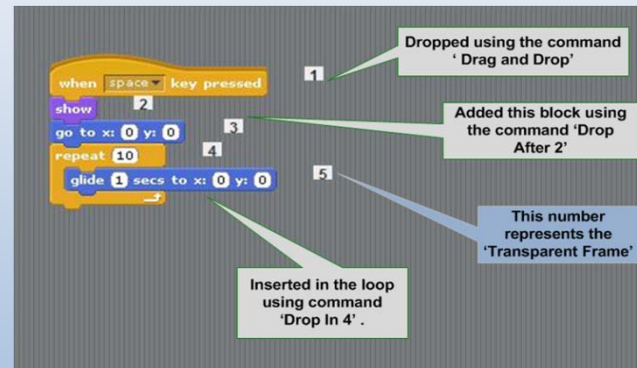 when space key pressed
1
show
2
go to x: 0 y: 0
3
repeat 10
4
glide 1 secs to x: 0 y: 0
5
Dropped using the command
' Drag and Drop'
Added this block using
the command 'Drop
After 2'
This number
represents the
'Transparent Frame'
Inserted in the loop
using command
'Drop In 4' .